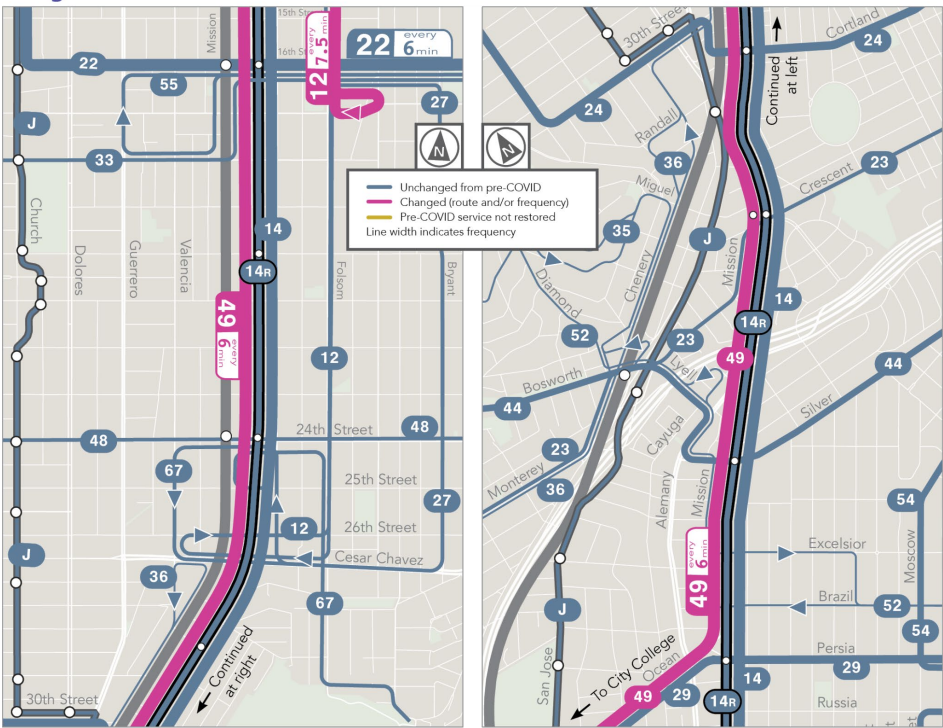 15th St
Mission
16th St
12 every 7.5 min
22 every 6 min
22
55
27
J
33
Church
Dolores
Guerrero
Valencia
14
14R
Folsom
Bryant
49 every 6 min
12
24th Street
48
48
67
25th Street
27
12
26th Street
Cesar Chavez
J
36
67
Continued
at right
30th Street
N
N
Unchanged from pre-COVID
Changed (route and/or frequency)
Pre-COVID service not restored
Line width indicates frequency
30th Street
Cortland
24
Continued
at left
24
Randall
36
23
Crescent
Miguel
35
J
Mission
Chenery
Diamond
14
52
23
14R
Lyell
49
44
Bosworth
44
Silver
Cayuga
23
Monterey
36
Alemany
Mission
54
every 6 min
49
Excelsior
Moscow
Brazil
52
J
54
To City College
Persia
Ocean
29
San Jose
49
29
14
14R
Russia